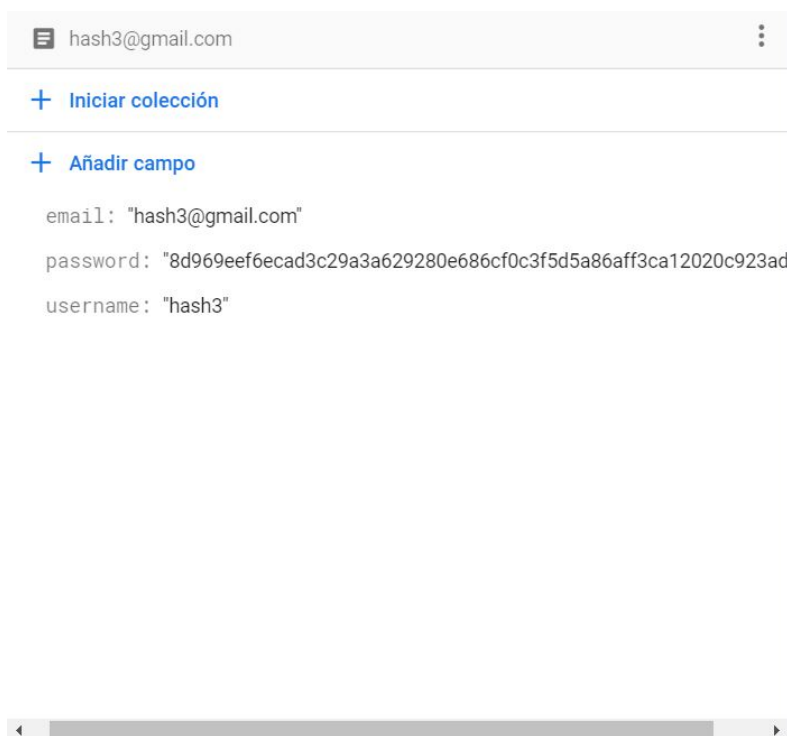 hash3@gmail.com
Iniciar colección
Añadir campo
email: "hash3@gmail.com"
password: "8d969eef6ecad3c29a3a629280e686cf0c3f5d5a86aff3ca12020c923ad
username: "hash3"